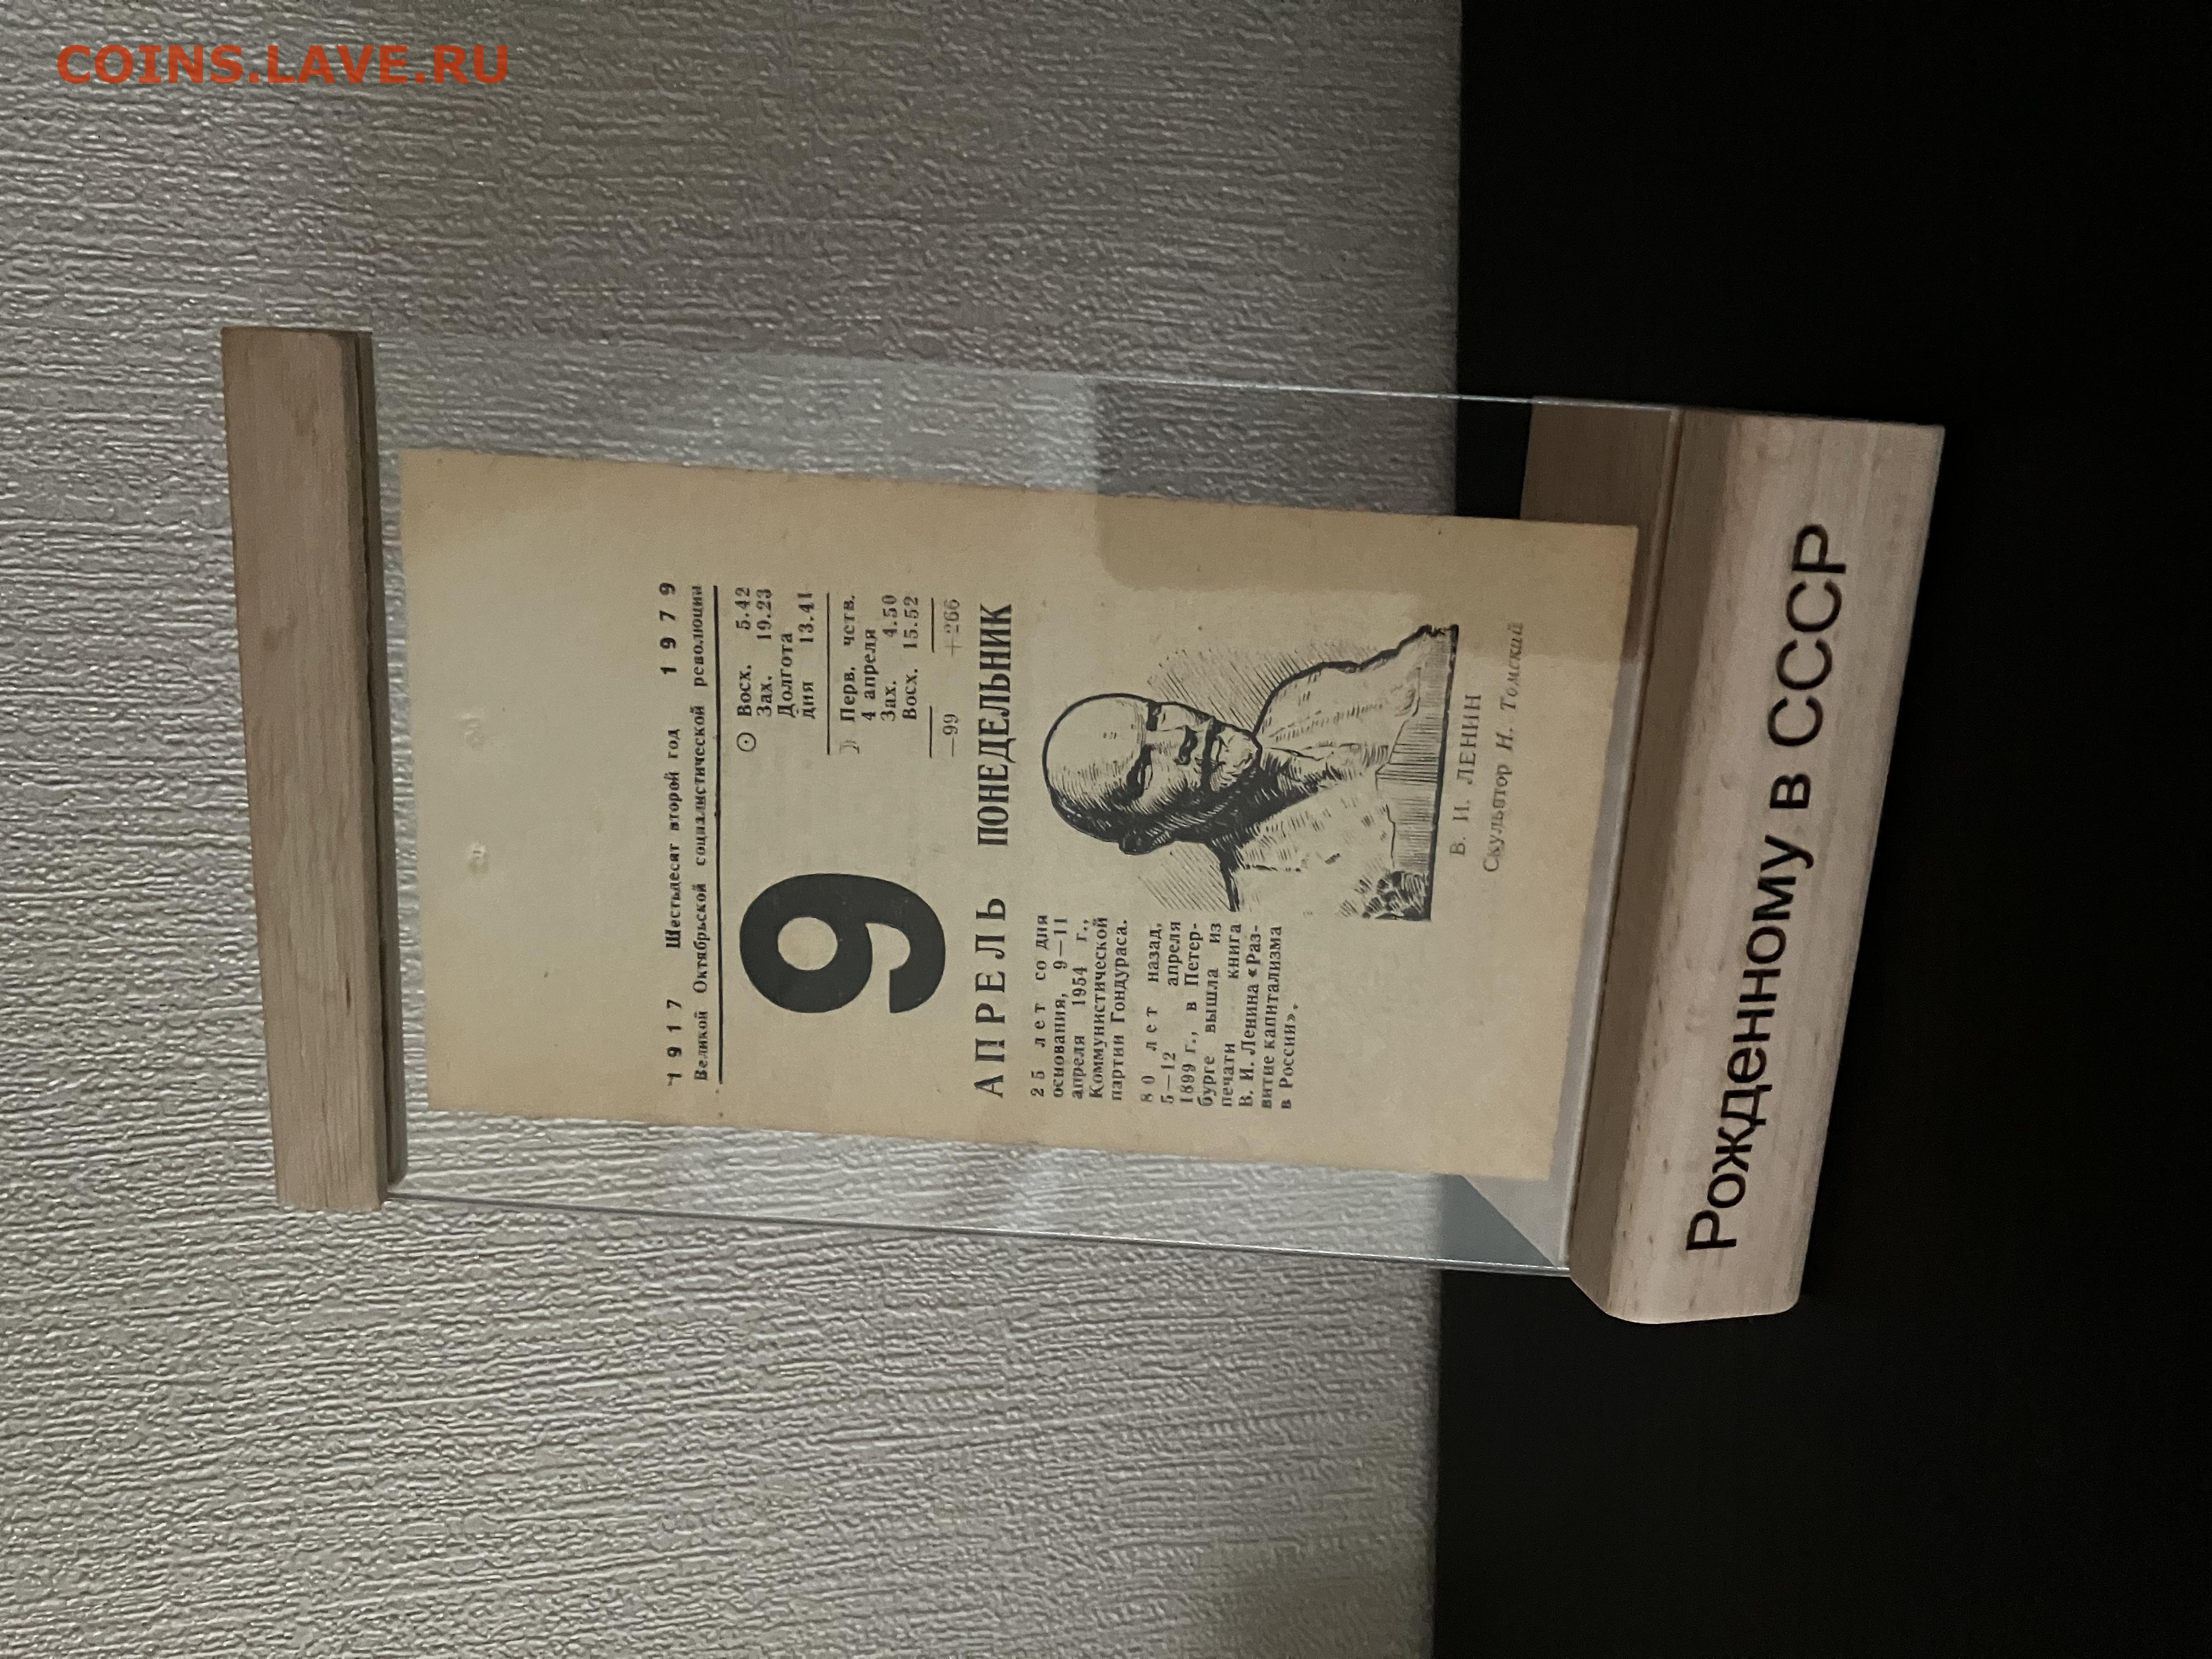 COINS.LAVE.RU
1917 Шестьдесят второй год 1979
Великой Октябрьской социалистической революции
9
☉ Восх. 5.42
Зах. 19.23
Долгота
дня 13.41
☽ Перв. чтв.
4 апреля
Зах. 4.50
Восх. 15.52
—99 +266
АПРЕЛЬ ПОНЕДЕЛЬНИК
25 лет со дня
основания, 9—11
апреля 1954 г.,
Коммунистической
партии Гондураса.
80 лет назад,
5—12 апреля
1899 г., в Петер-
бурге вышла из
печати книга
В. И. Ленина «Раз-
витие капитализма
в России».
В. И. ЛЕНИН
Скульптор Н. Томский
Рожденному в СССР